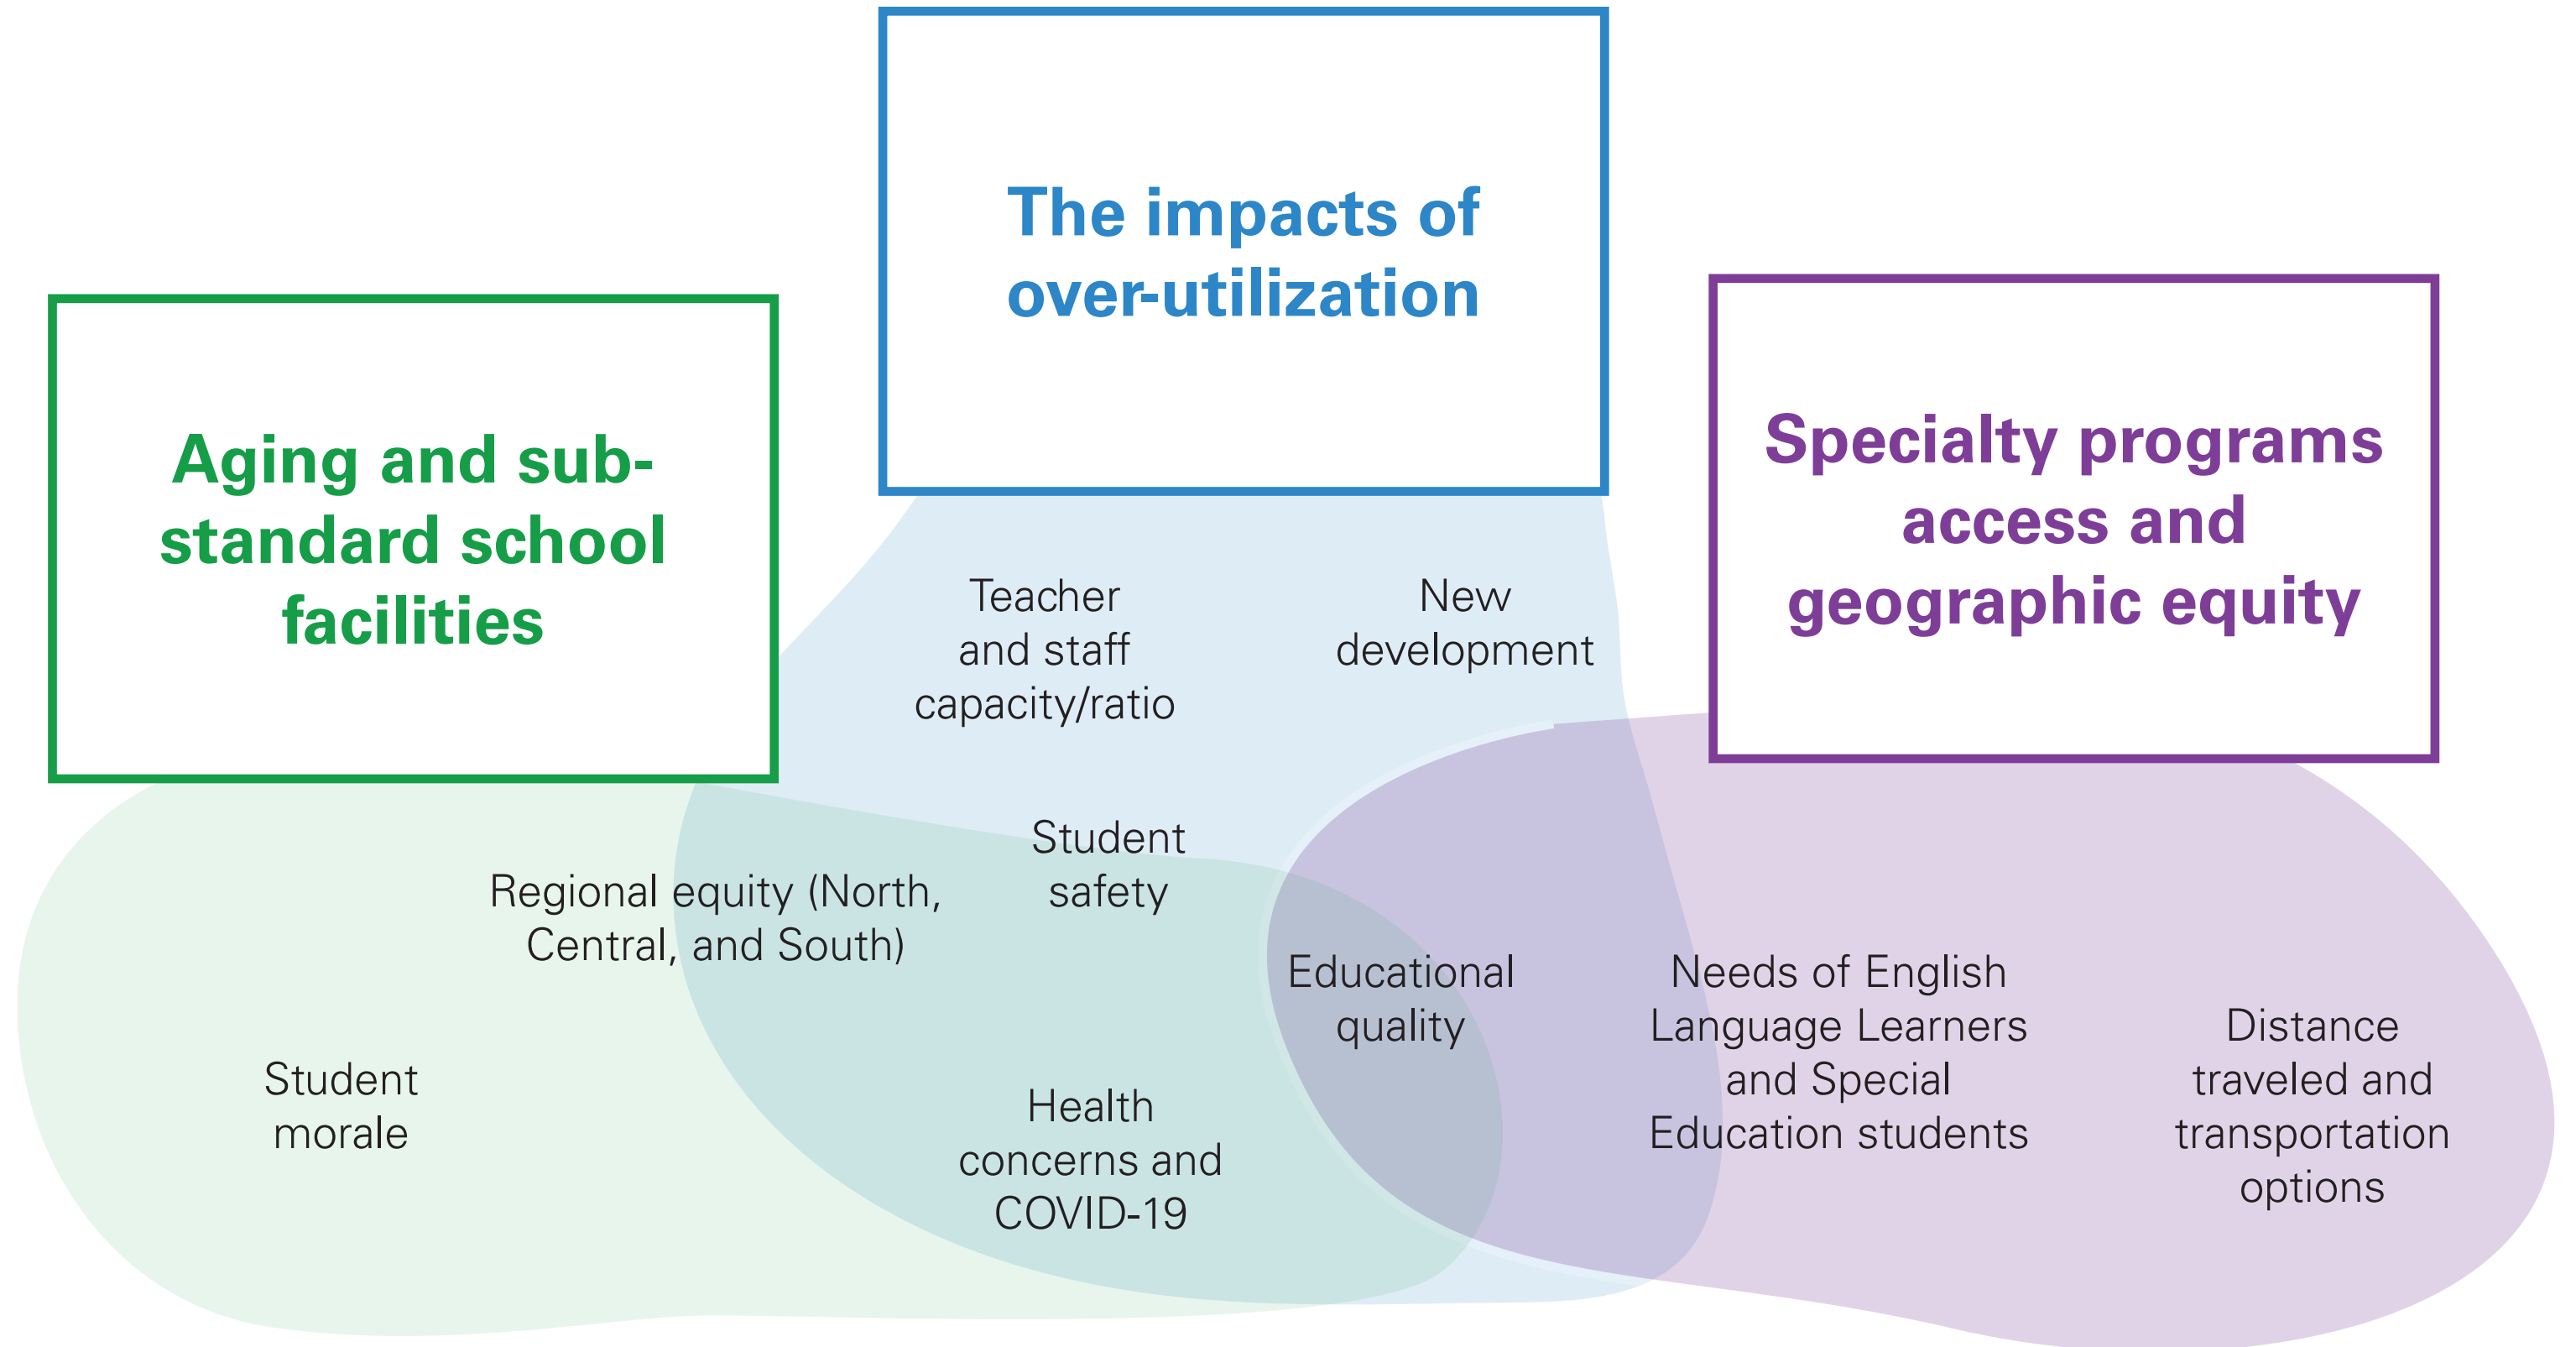 The impacts of
over-utilization
Aging and sub-
standard school
facilities
Specialty programs
access and
geographic equity
Teacher
and staff
capacity/ratio
New
development
Student
safety
Regional equity (North,
Central, and South)
Educational
quality
Needs of English
Language Learners
and Special
Education students
Distance
traveled and
transportation
options
Student
morale
Health
concerns and
COVID-19